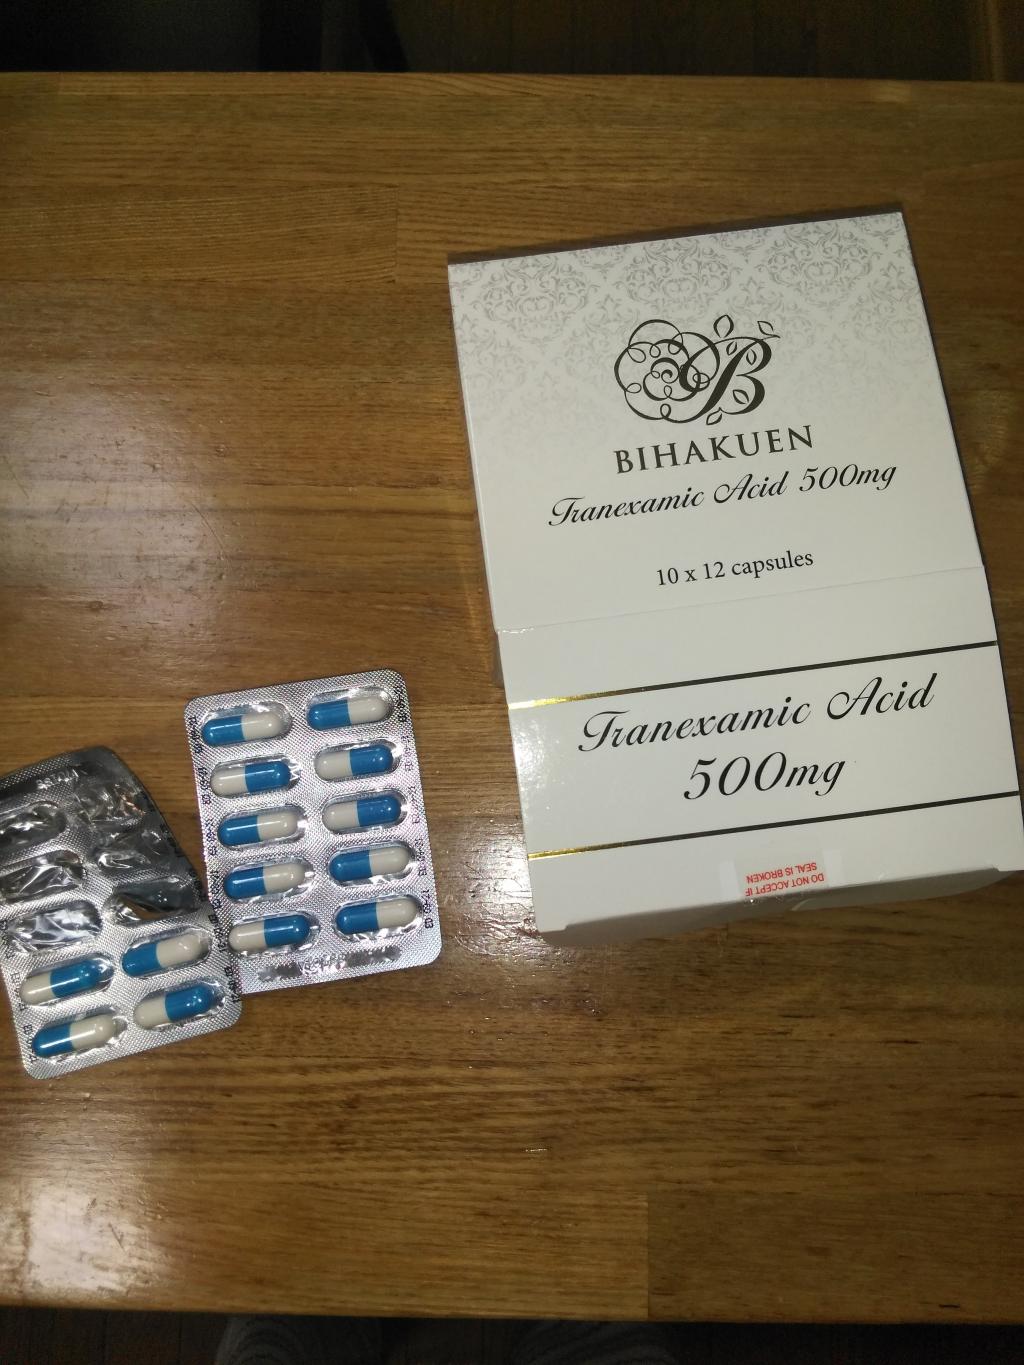 BIHAKUEN
Tranexamic Acid 500mg
10 x 12 capsules
Tranexamic Acid
500mg
DO NOT ACCEPT IF
SEAL IS BROKEN